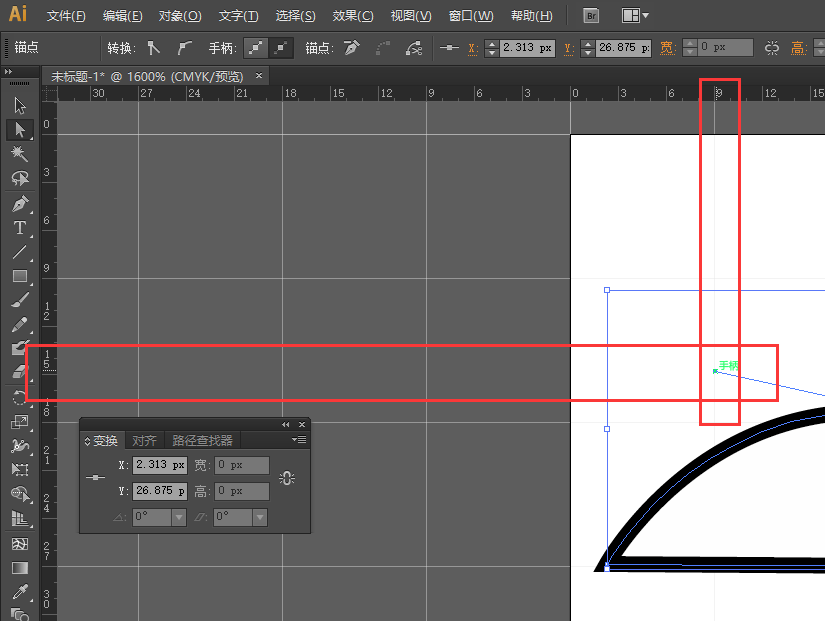 Ai 文件(F) 编辑(E) 对象(O) 文字(T) 选择(S) 效果(C) 视图(V) 窗口(W) 帮助(H) Br
锚点 转换: 手柄: 锚点: X: 2.313 px Y: 26.875 p: 宽: 0 px 高:
未标题-1* @ 1600% (CMYK/预览) ×
30 27 24 21 18 15 12 9 6 3 0 3 6 9 12 15
0
3
6
9
12
15
18
21
24
27
30
手柄
变换 对齐 路径查找器
X: 2.313 px 宽: 0 px
Y: 26.875 p 高: 0 px
0° 0°